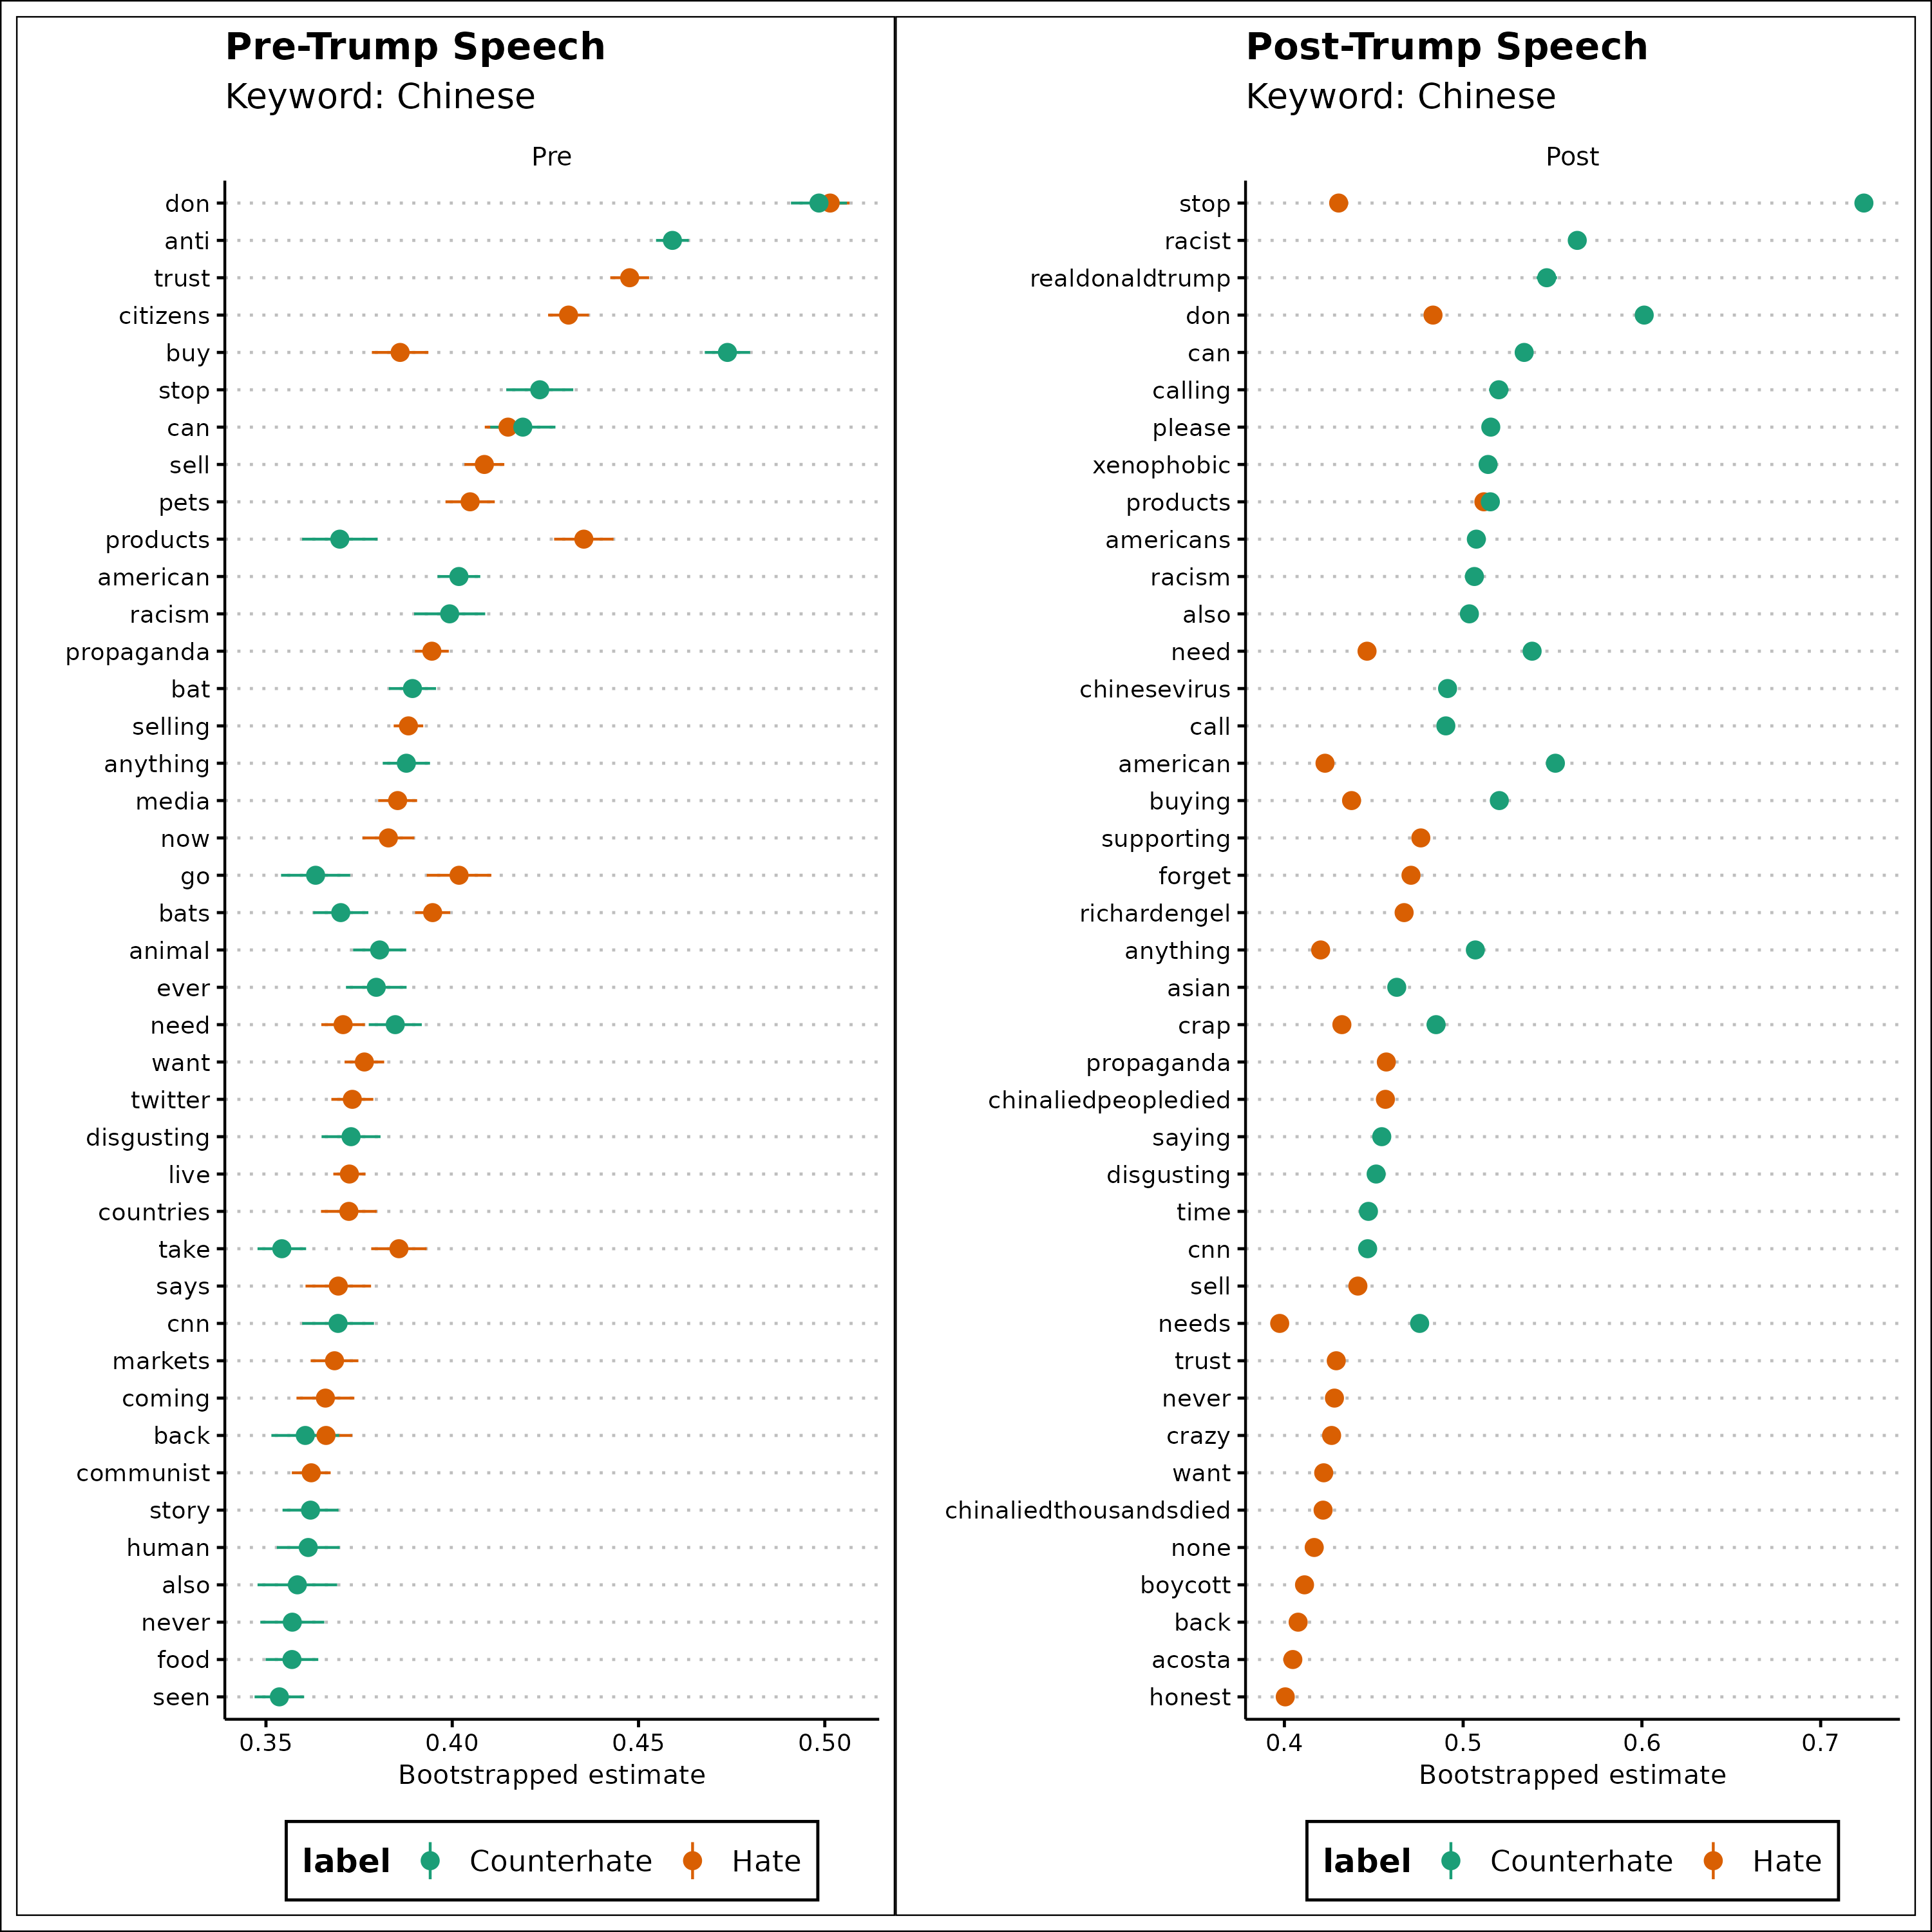 Pre-Trump Speech
Keyword: Chinese
Pre
don
anti
trust
citizens
buy
stop
can
sell
pets
products
american
racism
propaganda
bat
selling
anything
media
now
go
bats
animal
ever
need
want
twitter
disgusting
live
countries
take
says
cnn
markets
coming
back
communist
story
human
also
never
food
seen
0.35 0.40 0.45 0.50
Bootstrapped estimate
label Counterhate Hate
Post-Trump Speech
Keyword: Chinese
Post
stop
racist
realdonaldtrump
don
can
calling
please
xenophobic
products
americans
racism
also
need
chinesevirus
call
american
buying
supporting
forget
richardengel
anything
asian
crap
propaganda
chinaliedpeopledied
saying
disgusting
time
cnn
sell
needs
trust
never
crazy
want
chinaliedthousandsdied
none
boycott
back
acosta
honest
0.4 0.5 0.6 0.7
Bootstrapped estimate
label Counterhate Hate